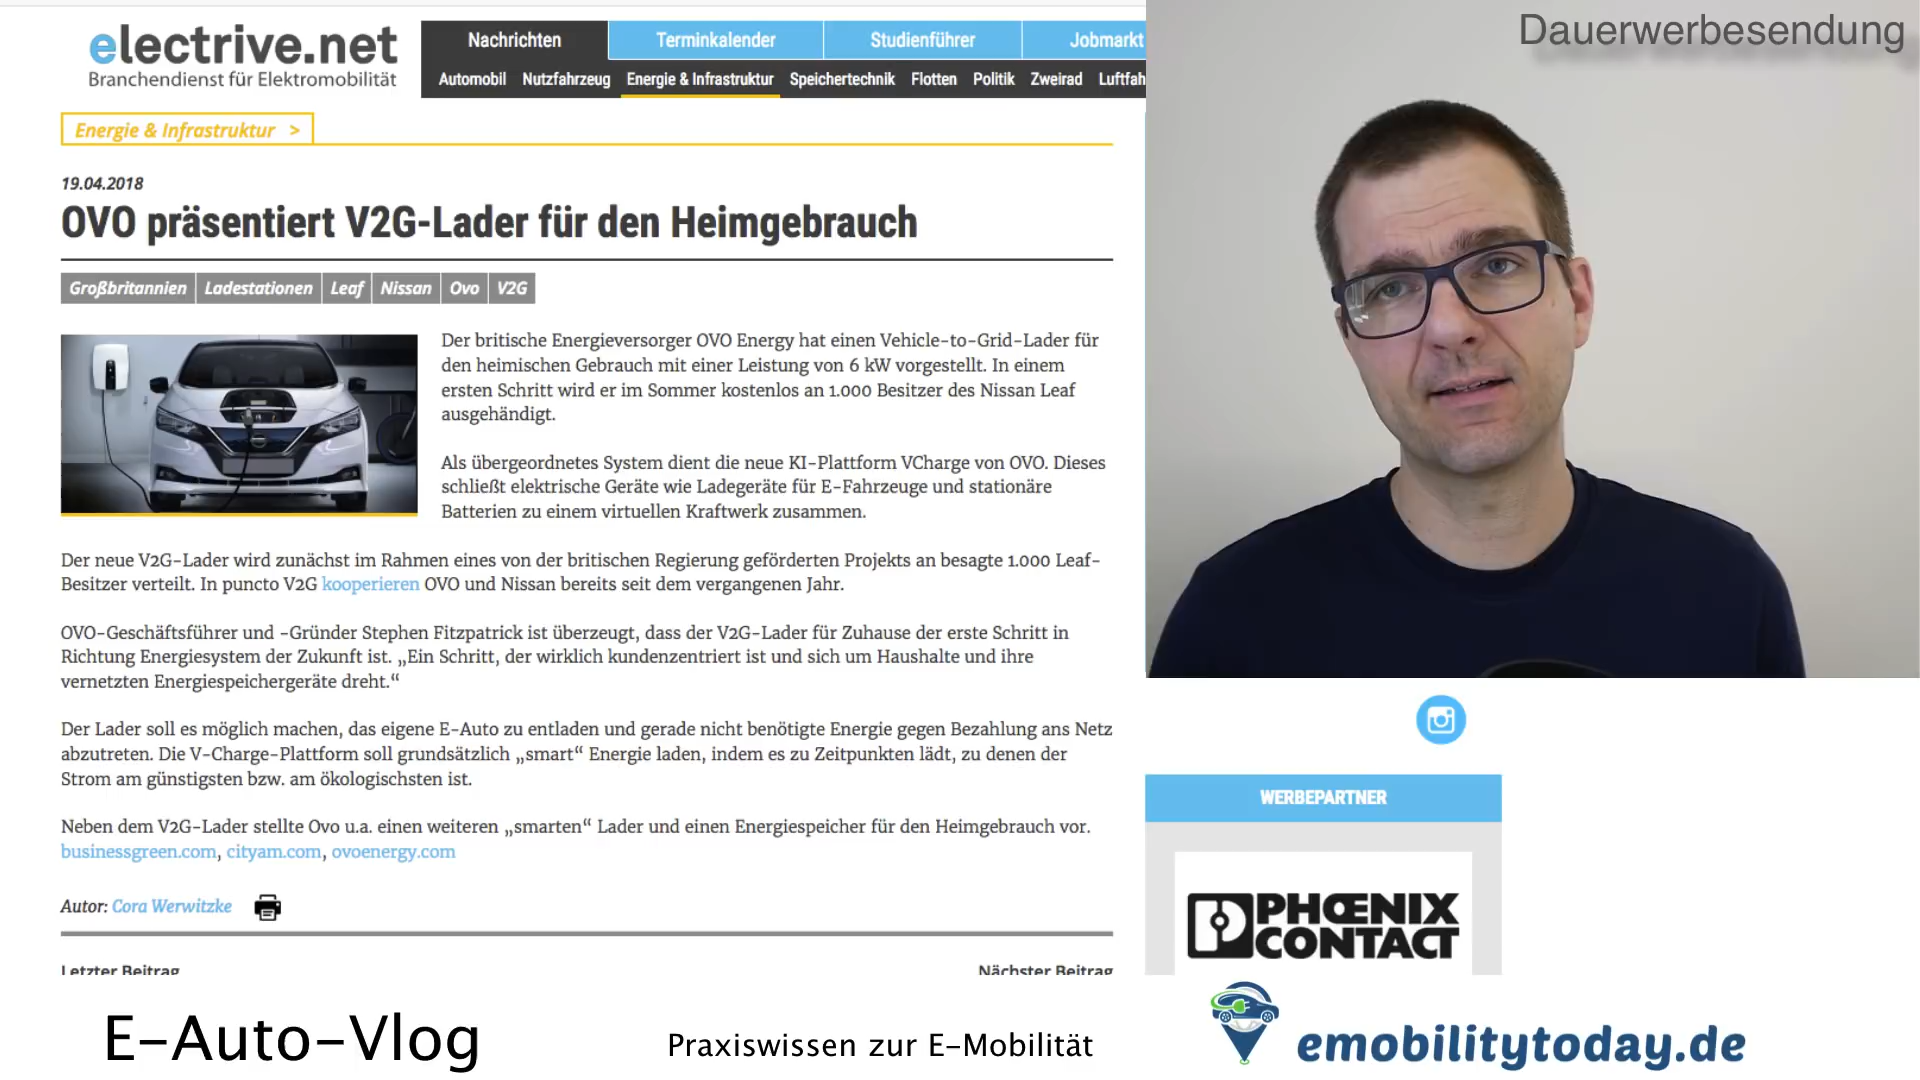 electrive.net
Branchendienst für Elektromobilität
Nachrichten Terminkalender Studienführer Jobmarkt
Automobil Nutzfahrzeug Energie & Infrastruktur Speichertechnik Flotten Politik Zweirad Luftfah
Dauerwerbesendung
Energie & Infrastruktur >
19.04.2018
OVO präsentiert V2G-Lader für den Heimgebrauch
Großbritannien Ladestationen Leaf Nissan Ovo V2G
Der britische Energieversorger OVO Energy hat einen Vehicle-to-Grid-Lader für
den heimischen Gebrauch mit einer Leistung von 6 kW vorgestellt. In einem
ersten Schritt wird er im Sommer kostenlos an 1.000 Besitzer des Nissan Leaf
ausgehändigt.
Als übergeordnetes System dient die neue KI-Plattform VCharge von OVO. Dieses
schließt elektrische Geräte wie Ladegeräte für E-Fahrzeuge und stationäre
Batterien zu einem virtuellen Kraftwerk zusammen.
Der neue V2G-Lader wird zunächst im Rahmen eines von der britischen Regierung geförderten Projekts an besagte 1.000 Leaf-
Besitzer verteilt. In puncto V2G kooperieren OVO und Nissan bereits seit dem vergangenen Jahr.
OVO-Geschäftsführer und -Gründer Stephen Fitzpatrick ist überzeugt, dass der V2G-Lader für Zuhause der erste Schritt in
Richtung Energiesystem der Zukunft ist. „Ein Schritt, der wirklich kundenzentriert ist und sich um Haushalte und ihre
vernetzten Energiespeichergeräte dreht.“
Der Lader soll es möglich machen, das eigene E-Auto zu entladen und gerade nicht benötigte Energie gegen Bezahlung ans Netz
abzutreten. Die V-Charge-Plattform soll grundsätzlich „smart“ Energie laden, indem es zu Zeitpunkten lädt, zu denen der
Strom am günstigsten bzw. am ökologischsten ist.
Neben dem V2G-Lader stellte Ovo u.a. einen weiteren „smarten“ Lader und einen Energiespeicher für den Heimgebrauch vor.
businessgreen.com, cityam.com, ovoenergy.com
Autor: Cora Werwitzke
Letzter Beitrag Nächster Beitrag
WERBEPARTNER
PHŒNIX
CONTACT
E-Auto-Vlog
Praxiswissen zur E-Mobilität
emobilitytoday.de